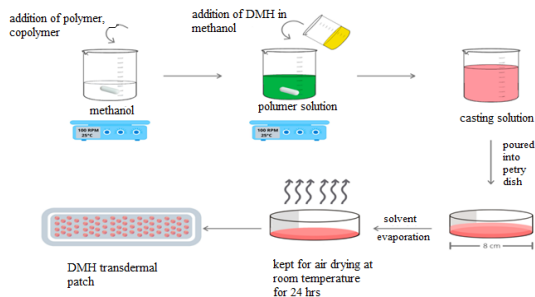 addition of polymer,
copolymer
addition of DMH in
methanol
methanol
100 RPM
25°C
polumer solution
100 RPM
25°C
casting solution
poured
into
petry
dish
8 cm
solvent
evaporation
kept for air drying at
room temperature
for 24 hrs
DMH transdermal
patch